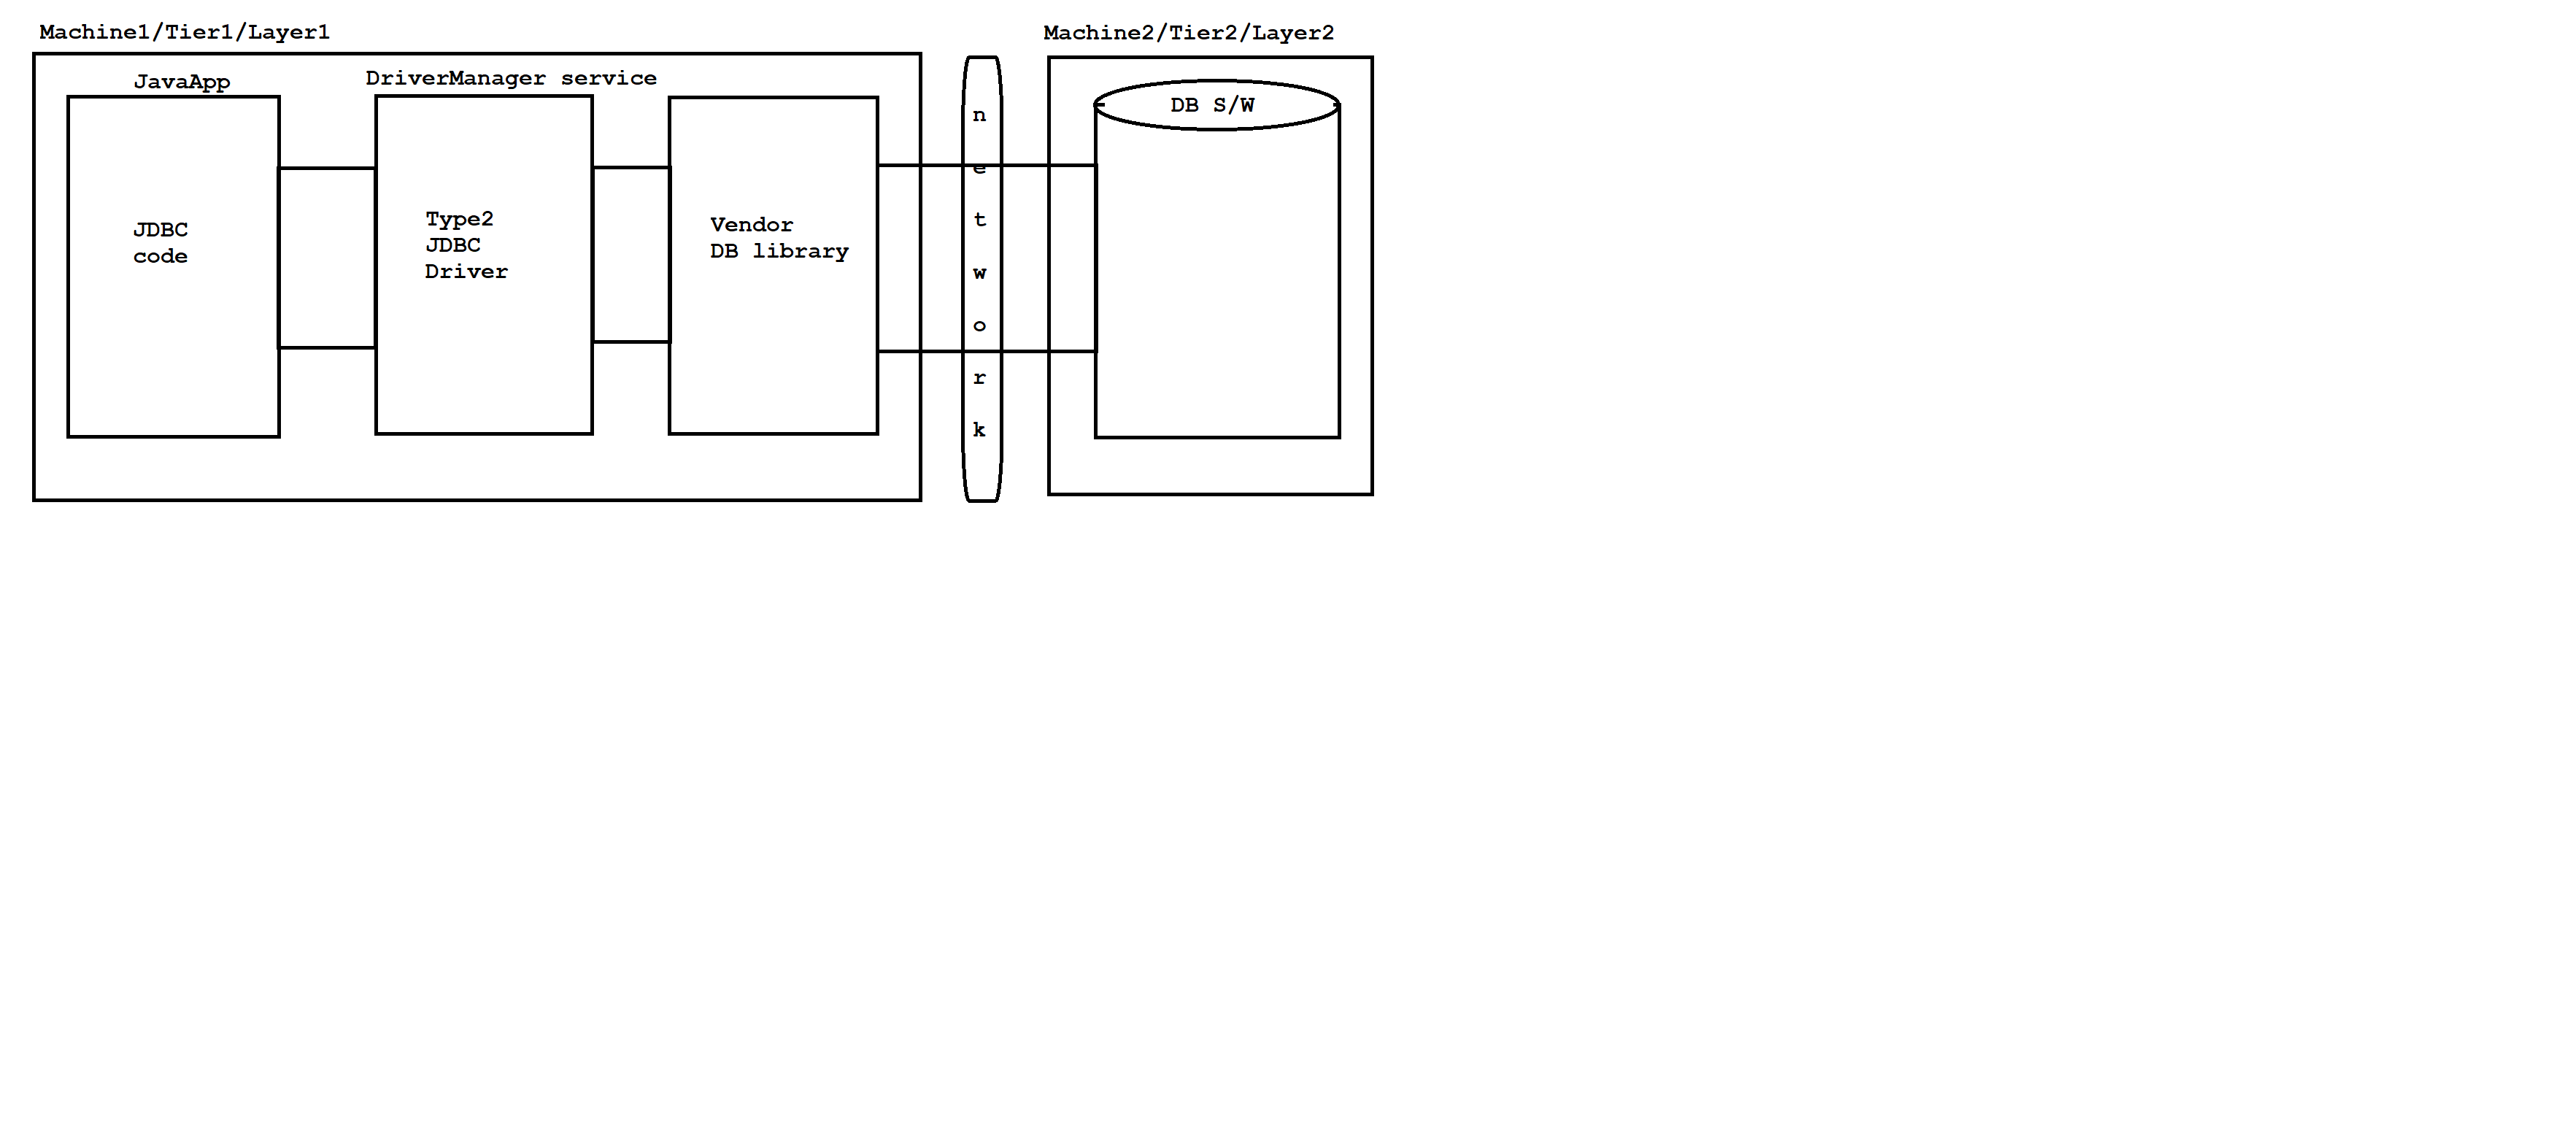 Machine1/Tier1/Layer1
Machine2/Tier2/Layer2
JavaApp
DriverManager service
JDBC
code
Type2
JDBC
Driver
Vendor
DB library
n
e
t
w
o
r
k
DB S/W